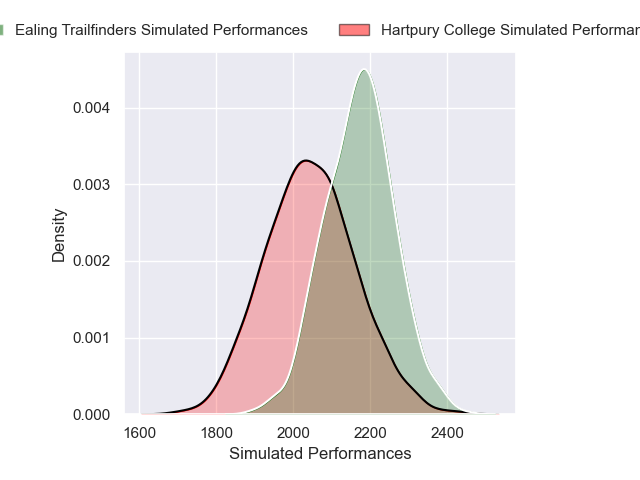 Ealing Trailfinders Simulated Performances
Hartpury College Simulated
0.004
0.003
0.002
0.001
0.000
Density
1600 1800 2000 2200 2400
Simulated Performances